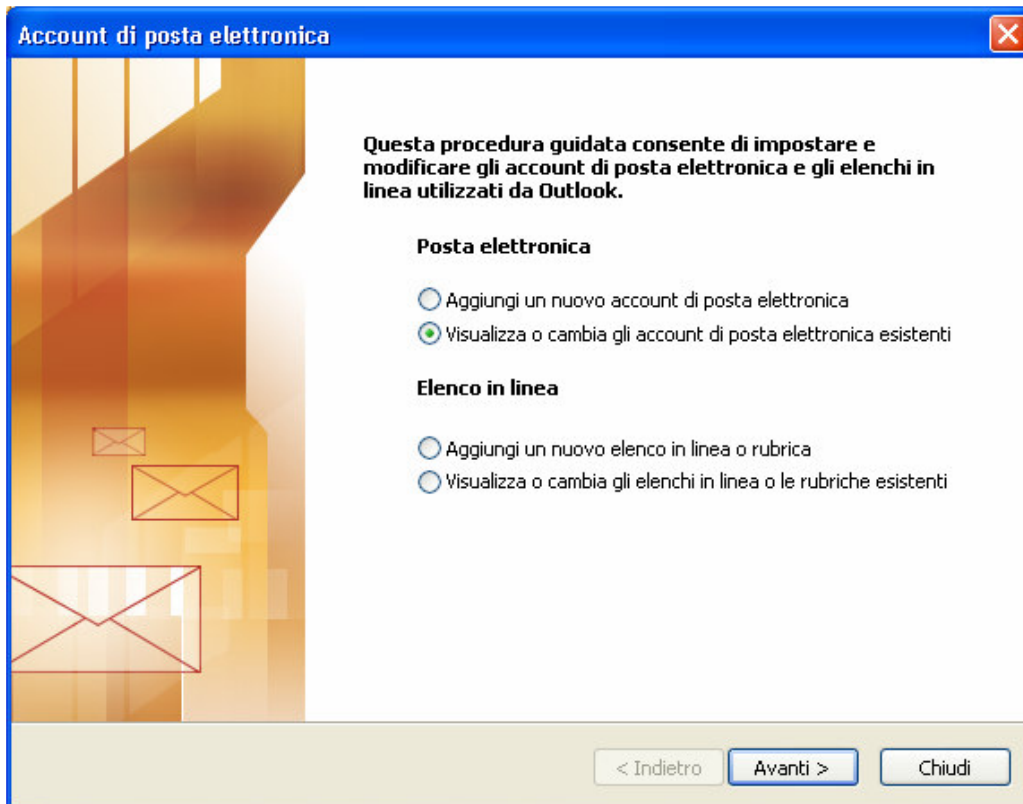 Account di posta elettronica
Questa procedura guidata consente di impostare e
modificare gli account di posta elettronica e gli elenchi in
linea utilizzati da Outlook.
Posta elettronica
Aggiungi un nuovo account di posta elettronica
Visualizza o cambia gli account di posta elettronica esistenti
Elenco in linea
Aggiungi un nuovo elenco in linea o rubrica
Visualizza o cambia gli elenchi in linea o le rubriche esistenti
< Indietro
Avanti >
Chiudi